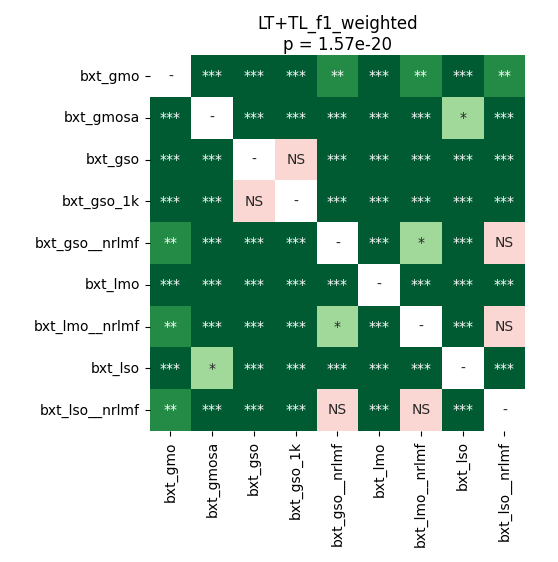 LT+TL_f1_weighted
p = 1.57e-20
bxt_gmo - *** *** *** ** *** ** *** **
bxt_gmosa *** - *** *** *** *** *** * ***
bxt_gso *** *** - NS *** *** *** *** ***
bxt_gso_1k *** *** NS - *** *** *** *** ***
bxt_gso__nrlmf ** *** *** *** - *** * *** NS
bxt_lmo *** *** *** *** *** - *** *** ***
bxt_lmo__nrlmf ** *** *** *** * *** - *** NS
bxt_lso *** * *** *** *** *** *** - ***
bxt_lso__nrlmf ** *** *** *** NS *** NS *** -
bxt_gmo
bxt_gmosa
bxt_gso
bxt_gso_1k
bxt_gso__nrlmf
bxt_lmo
bxt_lmo__nrlmf
bxt_lso
bxt_lso__nrlmf